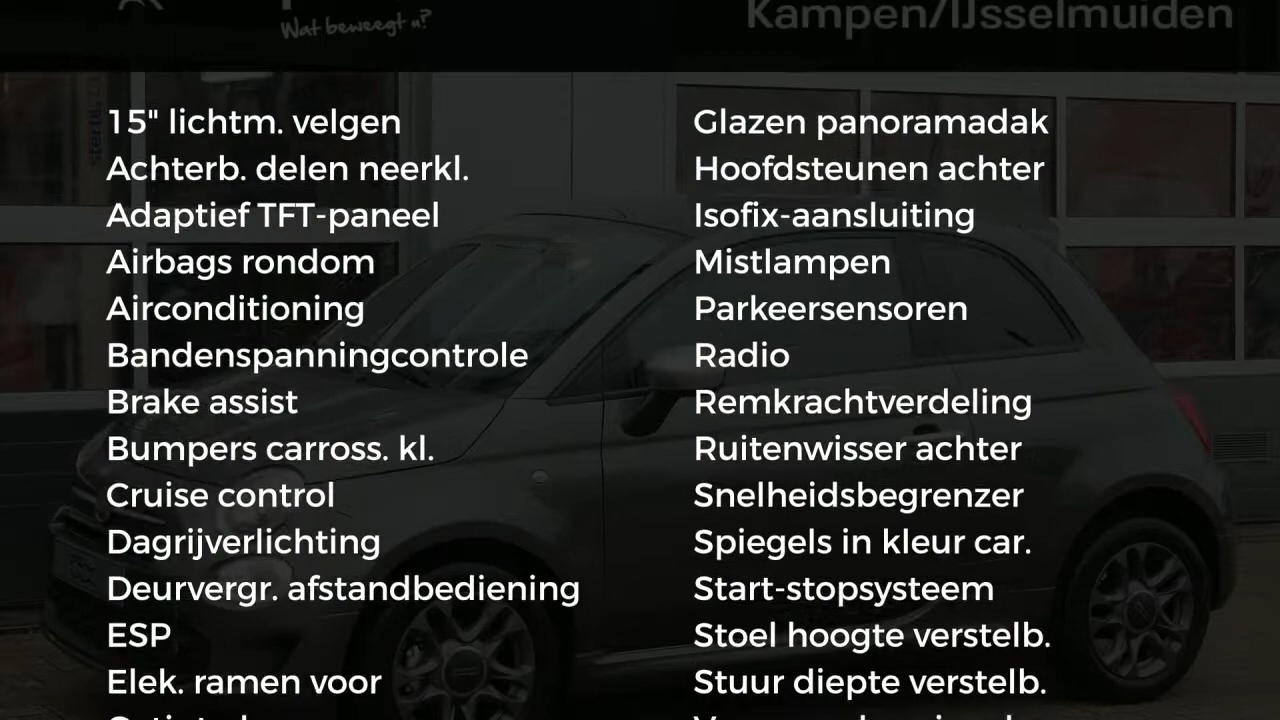 Wat beweegt u?
Kampen/IJsselmuiden
15" lichtm. velgen
Achterb. delen neerkl.
Adaptief TFT-paneel
Airbags rondom
Airconditioning
Bandenspanningcontrole
Brake assist
Bumpers carross. kl.
Cruise control
Dagrijverlichting
Deurvergr. afstandbediening
ESP
Elek. ramen voor
Glazen panoramadak
Hoofdsteunen achter
Isofix-aansluiting
Mistlampen
Parkeersensoren
Radio
Remkrachtverdeling
Ruitenwisser achter
Snelheidsbegrenzer
Spiegels in kleur car.
Start-stopsysteem
Stoel hoogte verstelb.
Stuur diepte verstelb.